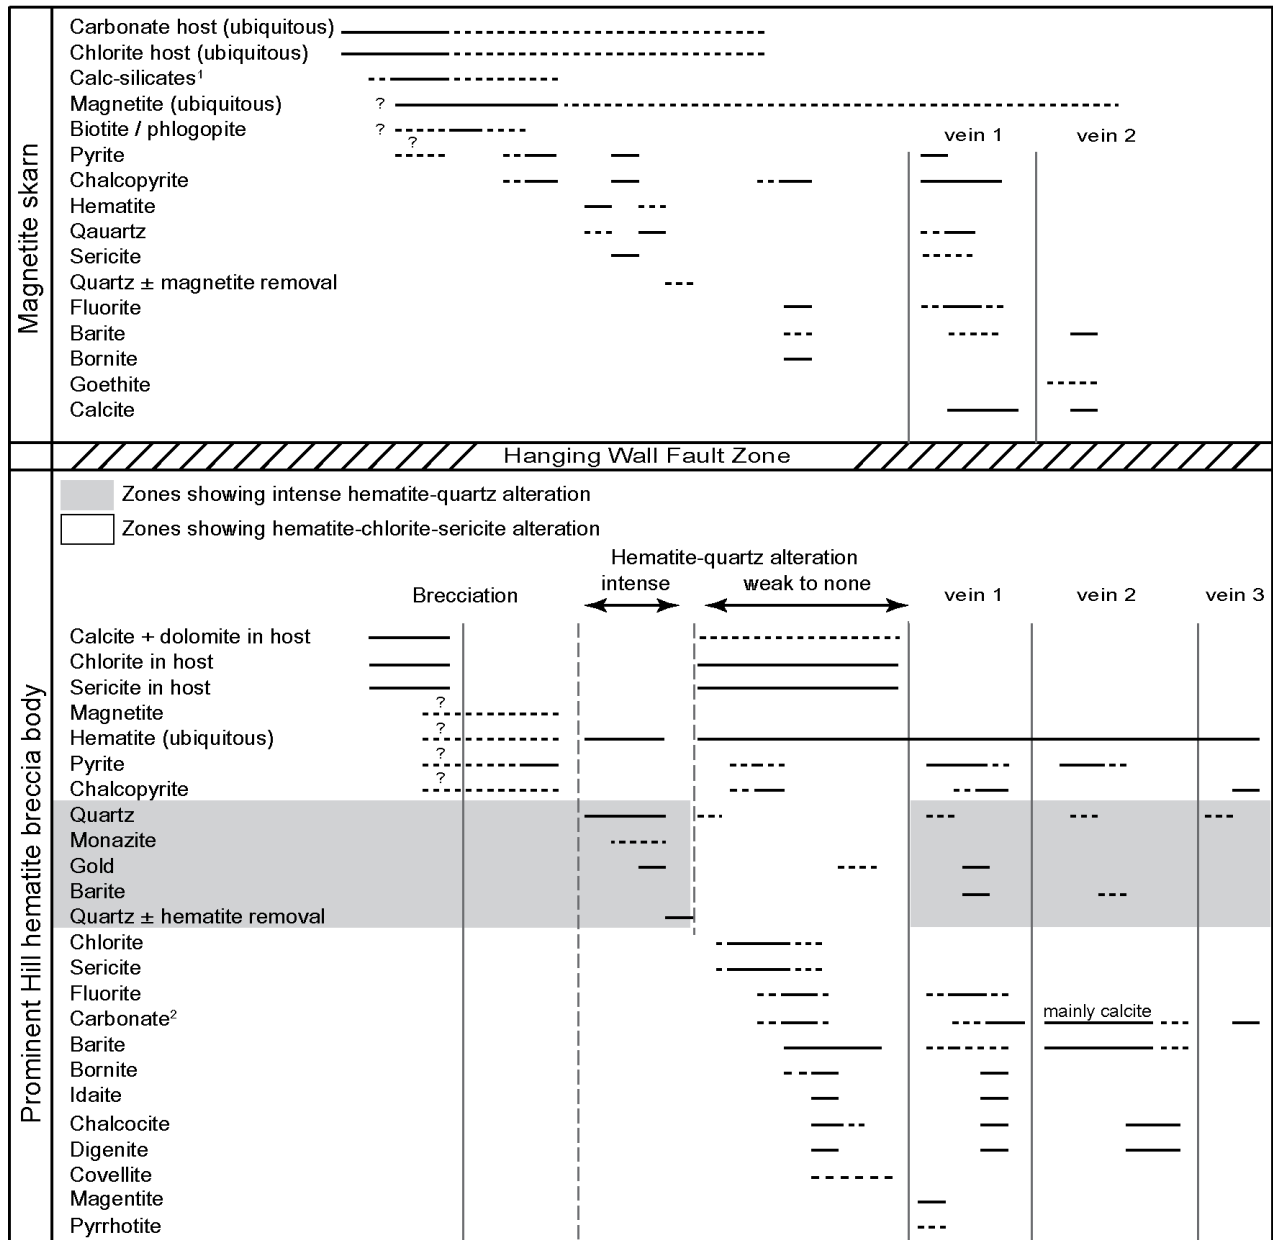 Magnetite skarn
Carbonate host (ubiquitous)
Chlorite host (ubiquitous)
Calc-silicates¹
Magnetite (ubiquitous) ?
Biotite / phlogopite ?
vein 1 vein 2
?
Pyrite
Chalcopyrite
Hematite
Qauartz
Sericite
Quartz ± magnetite removal
Fluorite
Barite
Bornite
Goethite
Calcite
Hanging Wall Fault Zone
Prominent Hill hematite breccia body
Zones showing intense hematite-quartz alteration
Zones showing hematite-chlorite-sericite alteration
Hematite-quartz alteration
intense weak to none
Brecciation vein 1 vein 2 vein 3
Calcite + dolomite in host
Chlorite in host
Sericite in host
?
Magnetite
?
Hematite (ubiquitous)
?
Pyrite
?
Chalcopyrite
Quartz
Monazite
Gold
Barite
Quartz ± hematite removal
Chlorite
Sericite
Fluorite
Carbonate² mainly calcite
Barite
Bornite
Idaite
Chalcocite
Digenite
Covellite
Magentite
Pyrrhotite